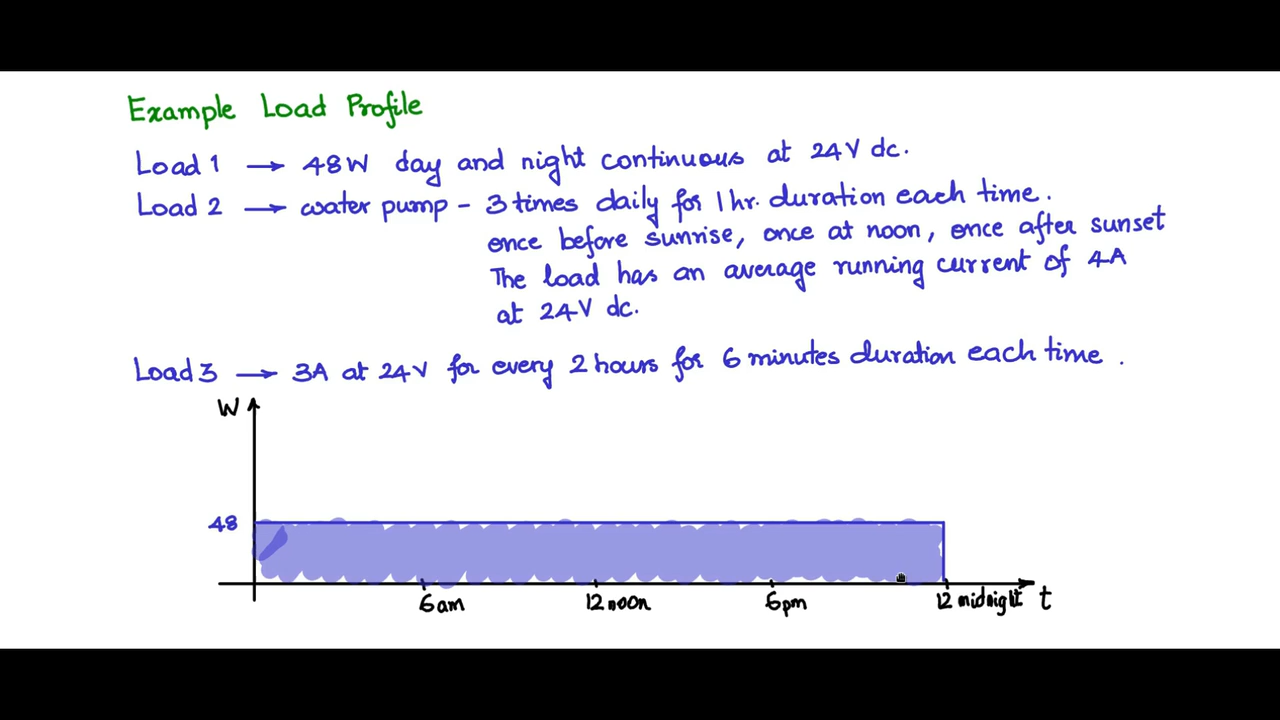 Example Load Profile
Load 1 → 48W day and night continuous at 24V dc.
Load 2 → water pump - 3 times daily for 1 hr. duration each time.
once before sunrise, once at noon, once after sunset
The load has an average running current of 4A
at 24V dc.
Load 3 → 3A at 24V for every 2 hours for 6 minutes duration each time.
W
48
6am 12 noon 6pm 12 midnight t